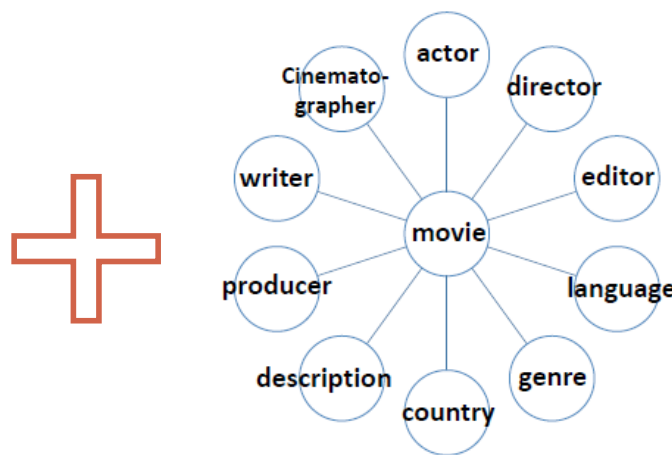 actor
Cinemato-
grapher
director
writer
editor
movie
producer
language
description
genre
country